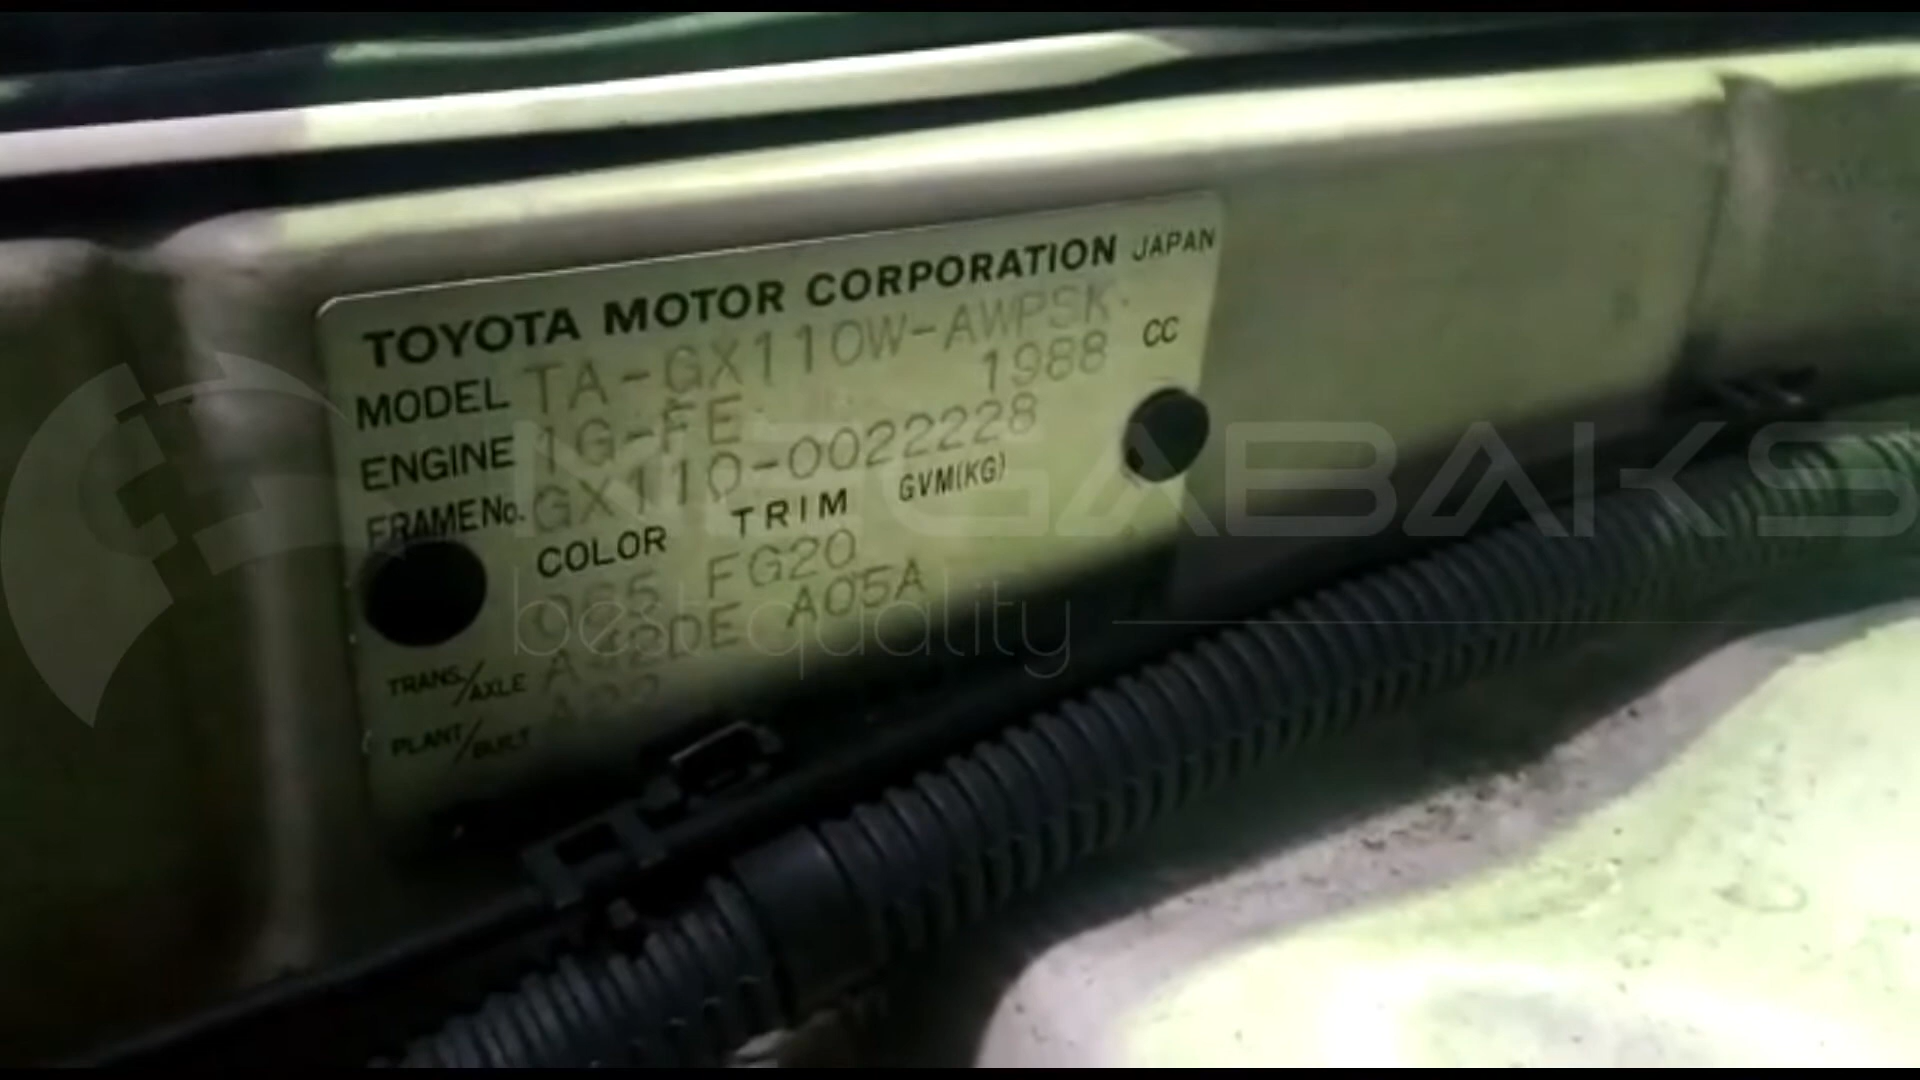 TOYOTA MOTOR CORPORATION JAPAN
MODEL TA-GX110W-AWPSK
ENGINE 1G-FE 1988 CC
FRAME No. GX110-0022228
COLOR TRIM GVM(KG)
FG20
TRANS./AXLE A05A
PLANT/BUILT
MEGABAKS
best quality